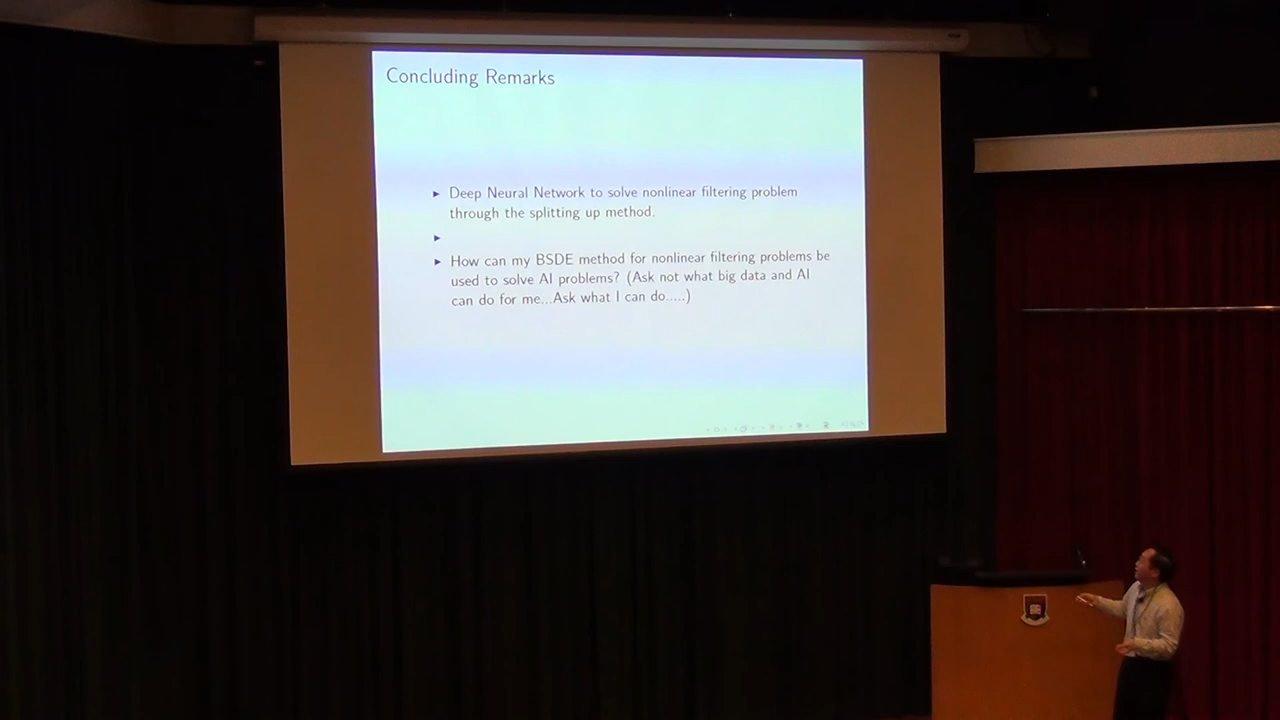 Concluding Remarks
Deep Neural Network to solve nonlinear filtering problem
through the splitting up method.
How can my BSDE method for nonlinear filtering problems be
used to solve AI problems? (Ask not what big data and AI
can do for me...Ask what I can do.....)